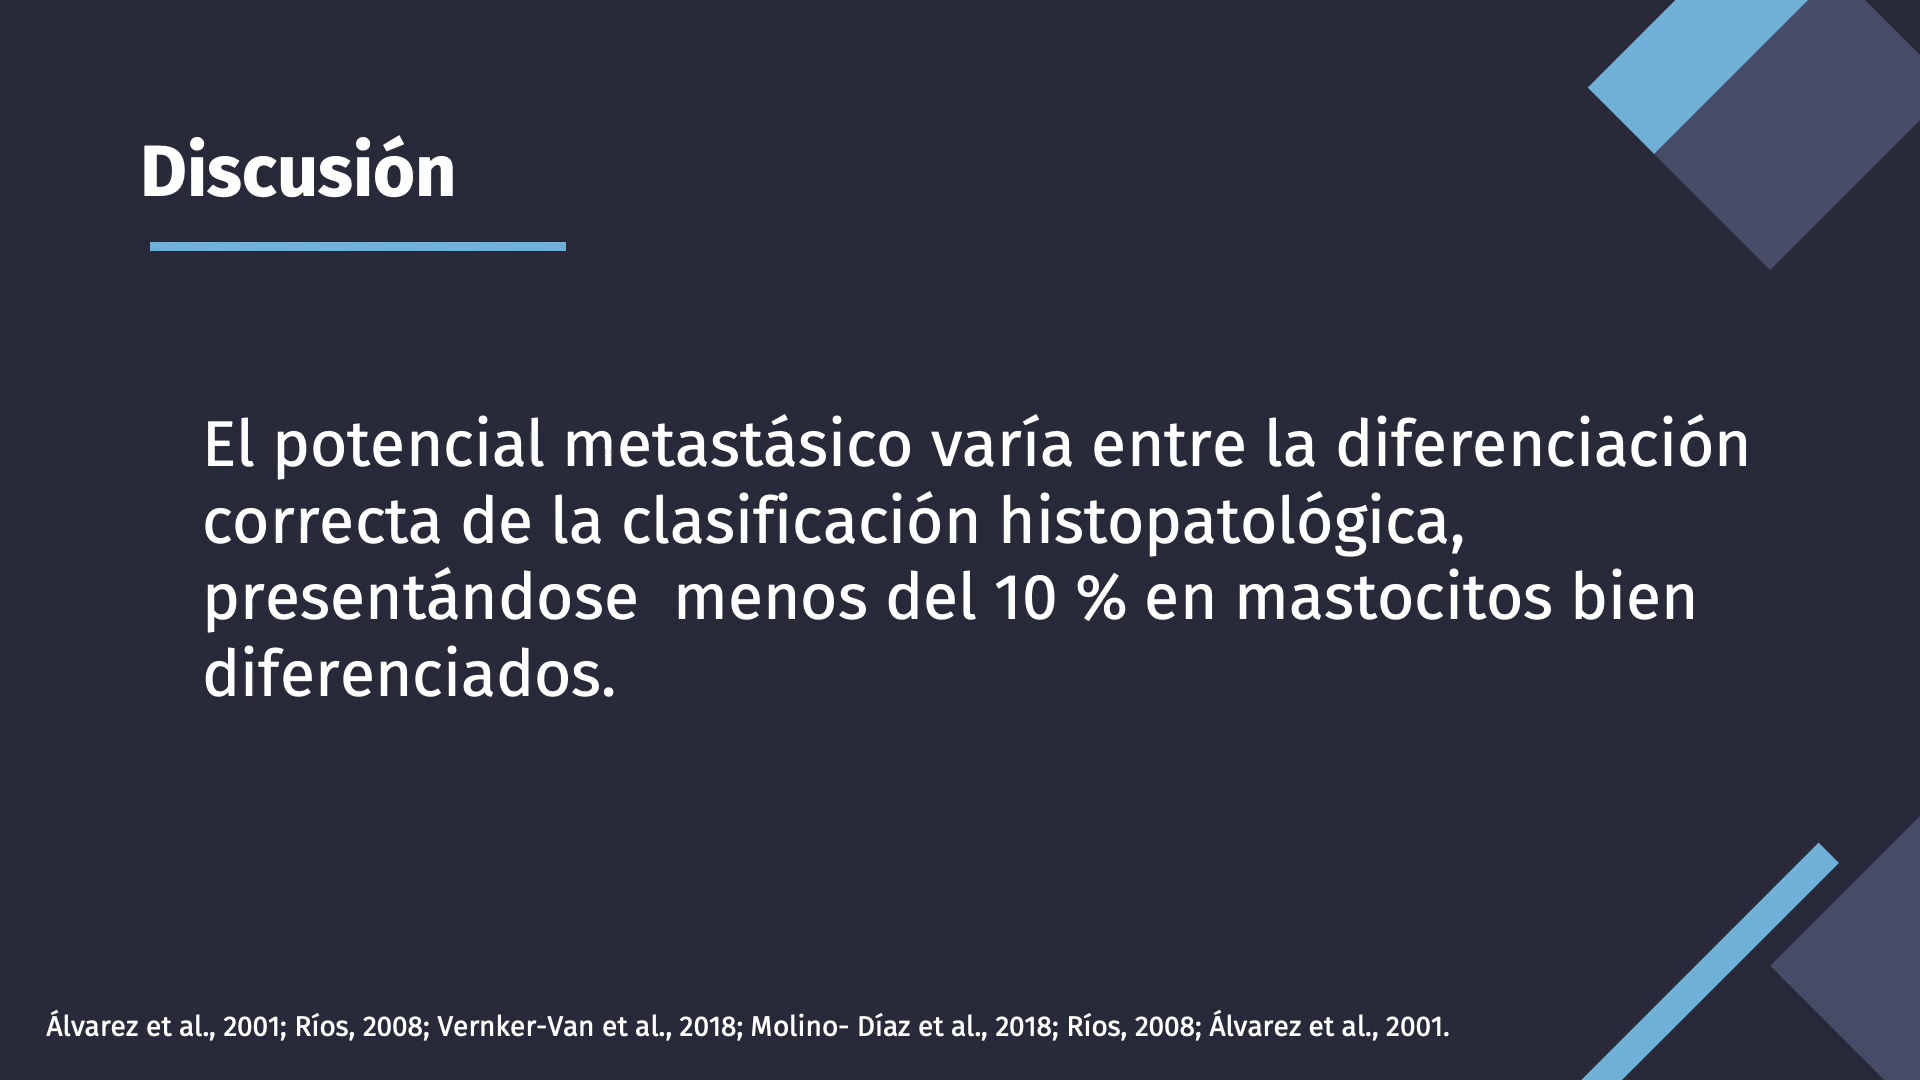 Discusión
El potencial metastásico varía entre la diferenciación
correcta de la clasificación histopatológica,
presentándose  menos del 10 % en mastocitos bien
diferenciados.
Álvarez et al., 2001; Ríos, 2008; Vernker-Van et al., 2018; Molino- Díaz et al., 2018; Ríos, 2008; Álvarez et al., 2001.